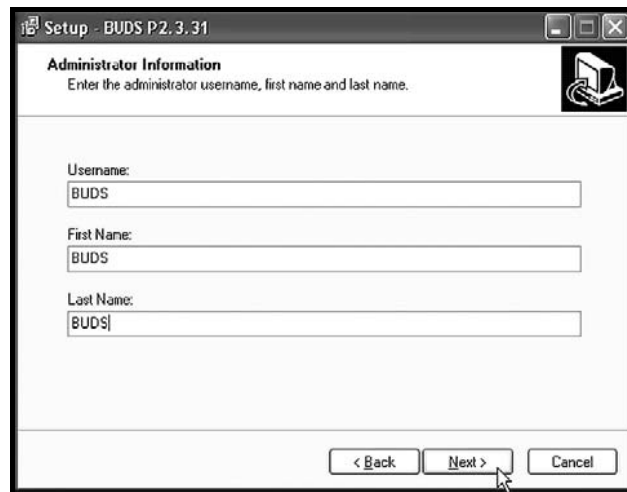 Setup - BUDS P2.3.31
Administrator Information
Enter the administrator username, first name and last name.
Username:
BUDS
First Name:
BUDS
Last Name:
BUDS
< Back Next > Cancel